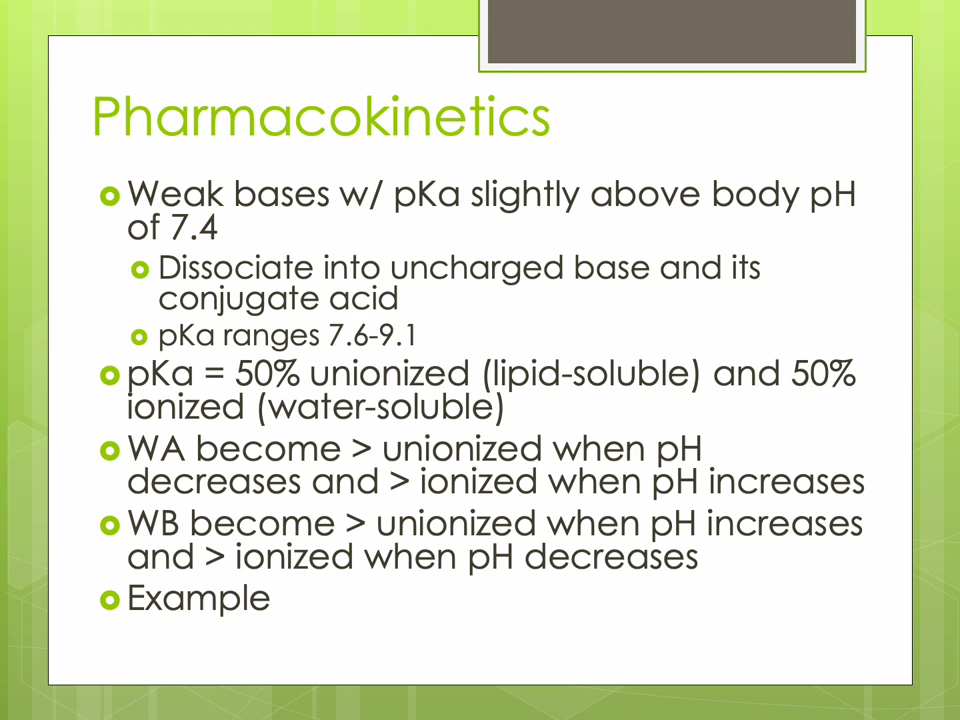 Pharmacokinetics
Weak bases w/ pKa slightly above body pH
of 7.4
Dissociate into uncharged base and its
conjugate acid
pKa ranges 7.6-9.1
pKa = 50% unionized (lipid-soluble) and 50%
ionized (water-soluble)
WA become > unionized when pH
decreases and > ionized when pH increases
WB become > unionized when pH increases
and > ionized when pH decreases
Example